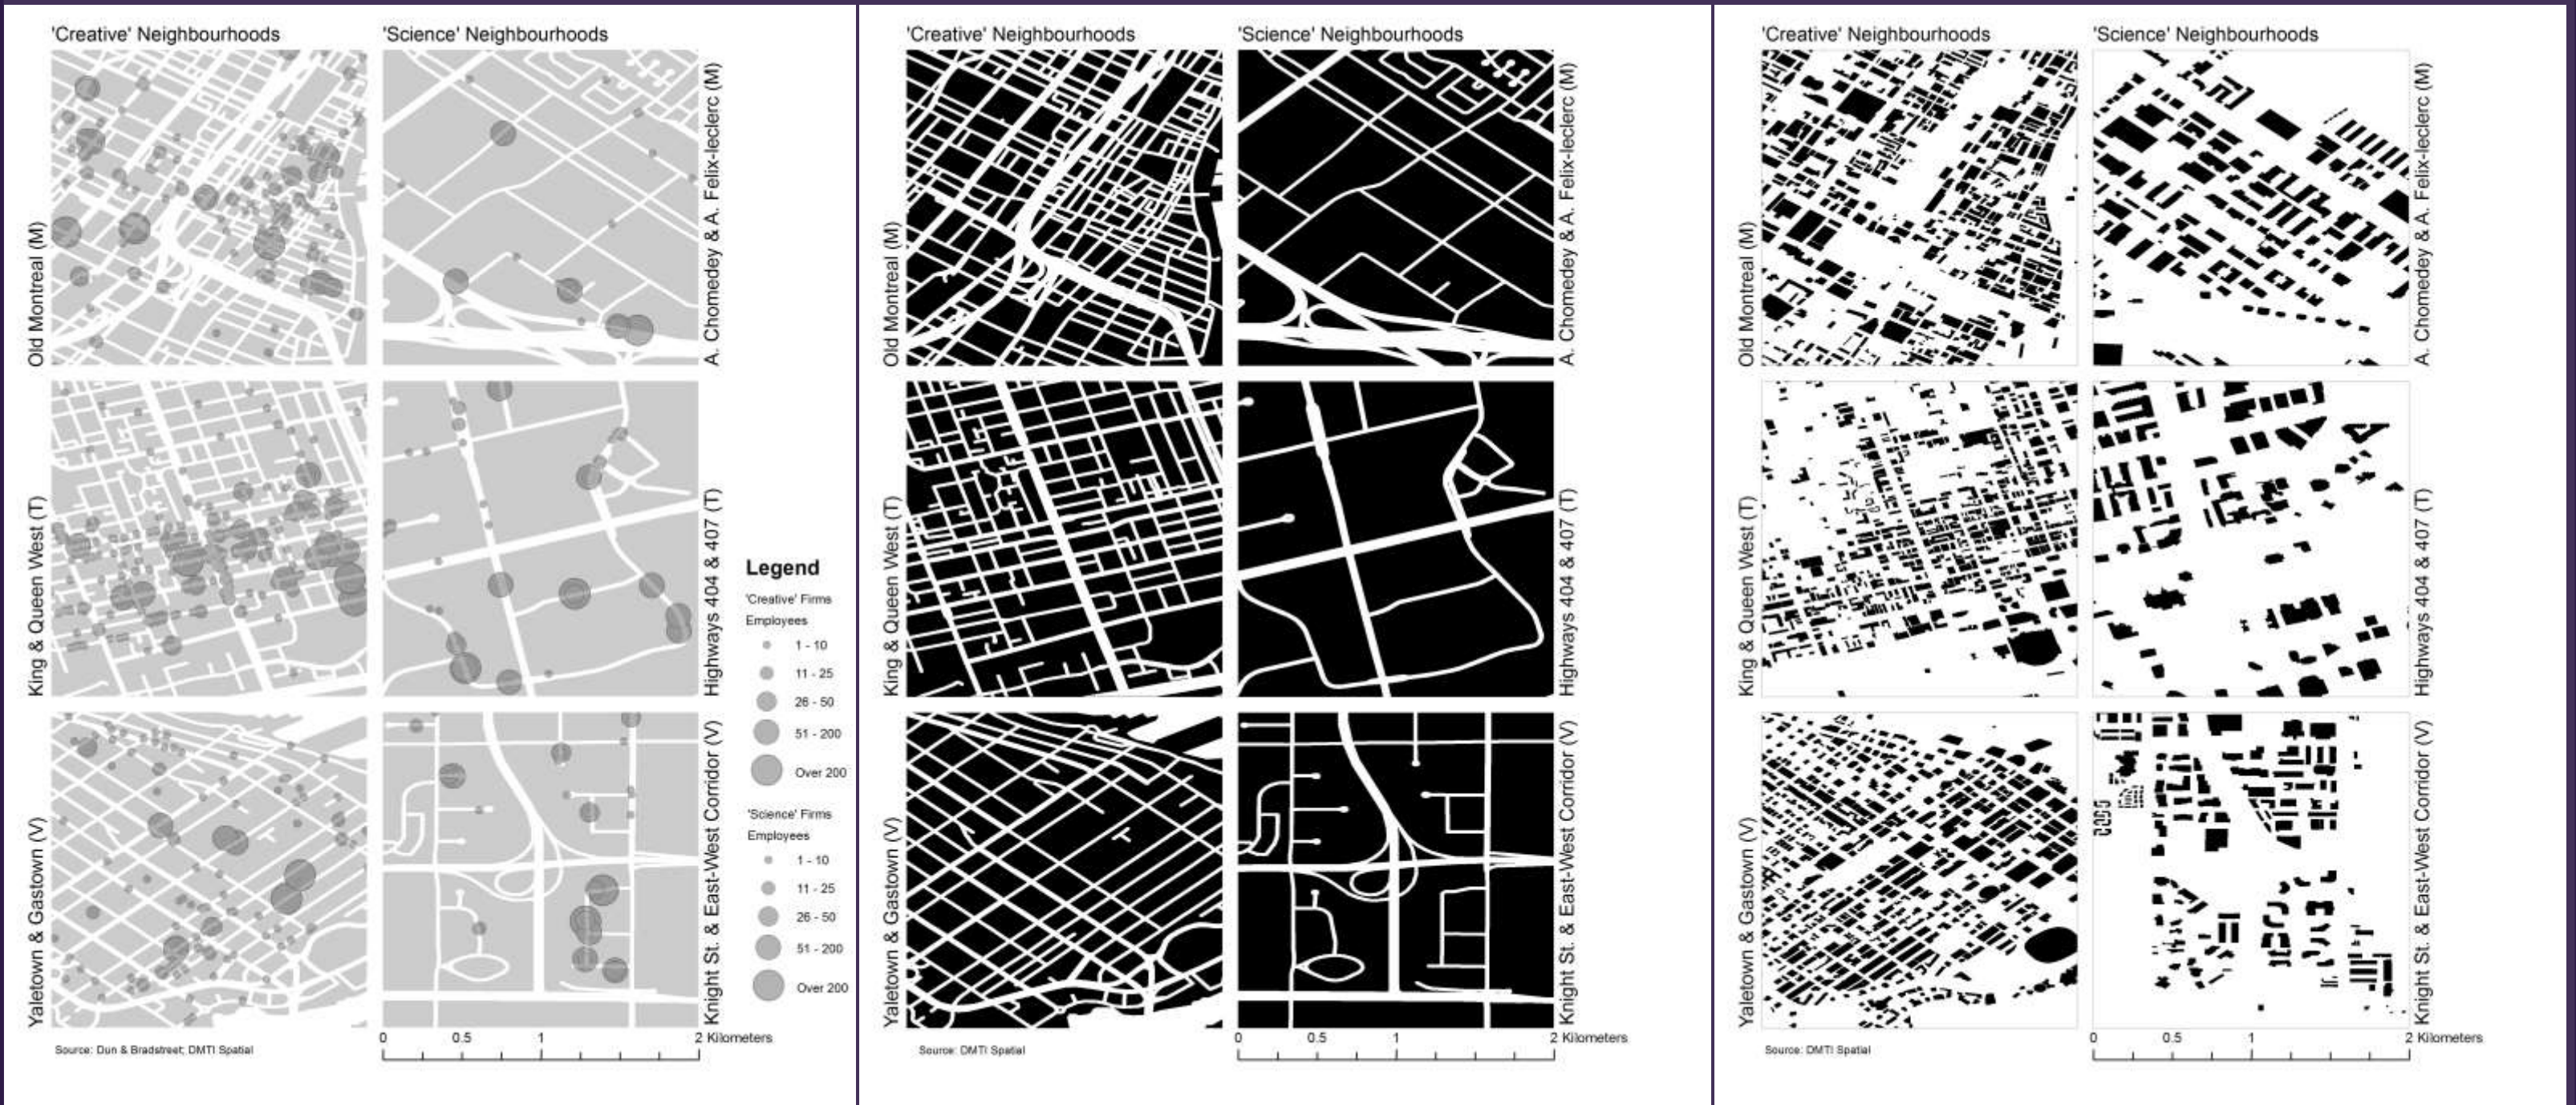 'Creative' Neighbourhoods
'Science' Neighbourhoods
Old Montreal (M)
A. Chomedey & A. Felix-leclerc (M)
King & Queen West (T)
Highways 404 & 407 (T)
Yaletown & Gastown (V)
Knight St. & East-West Corridor (V)
Legend
'Creative' Firms
Employees
1 - 10
11 - 25
26 - 50
51 - 200
Over 200
'Science' Firms
Employees
1 - 10
11 - 25
26 - 50
51 - 200
Over 200
0 0.5 1 2 Kilometers
Source: Dun & Bradstreet; DMTI Spatial
'Creative' Neighbourhoods
'Science' Neighbourhoods
Old Montreal (M)
A. Chomedey & A. Felix-leclerc (M)
King & Queen West (T)
Highways 404 & 407 (T)
Yaletown & Gastown (V)
Knight St. & East-West Corridor (V)
0 0.5 1 2 Kilometers
Source: DMTI Spatial
'Creative' Neighbourhoods
'Science' Neighbourhoods
Old Montreal (M)
A. Chomedey & A. Felix-leclerc (M)
King & Queen West (T)
Highways 404 & 407 (T)
Yaletown & Gastown (V)
Knight St. & East-West Corridor (V)
0 0.5 1 2 Kilometers
Source: DMTI Spatial